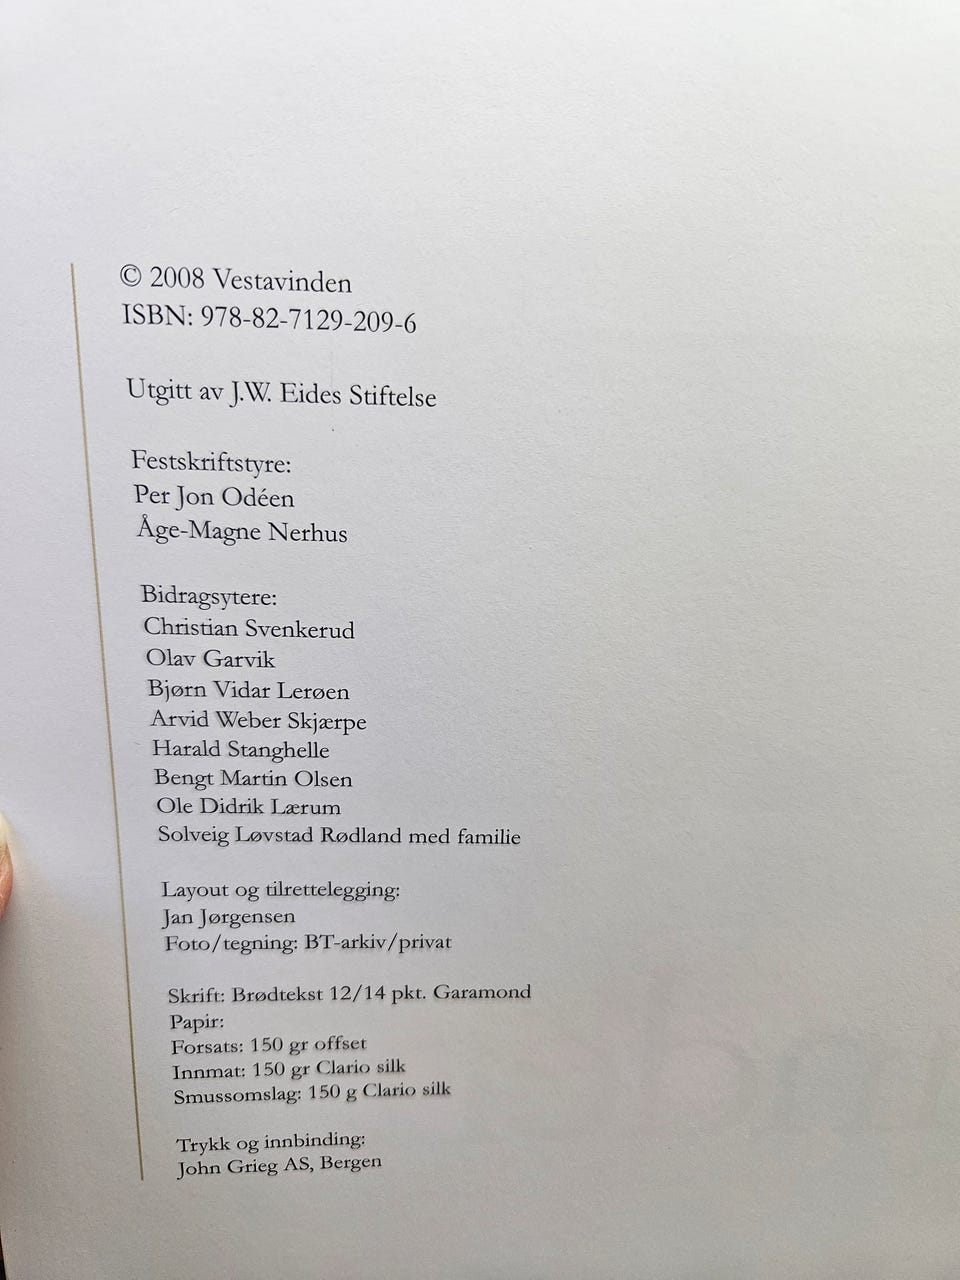 © 2008 Vestavinden
ISBN: 978-82-7129-209-6
Utgitt av J.W. Eides Stiftelse
Festskriftstyre:
Per Jon Odéen
Åge-Magne Nerhus
Bidragsytere:
Christian Svenkerud
Olav Garvik
Bjørn Vidar Lerøen
Arvid Weber Skjærpe
Harald Stanghelle
Bengt Martin Olsen
Ole Didrik Lærum
Solveig Løvstad Rødland med familie
Layout og tilrettelegging:
Jan Jørgensen
Foto/tegning: BT-arkiv/privat
Skrift: Brødtekst 12/14 pkt. Garamond
Papir:
Forsats: 150 gr offset
Innmat: 150 gr Clario silk
Smussomslag: 150 g Clario silk
Trykk og innbinding:
John Grieg AS, Bergen